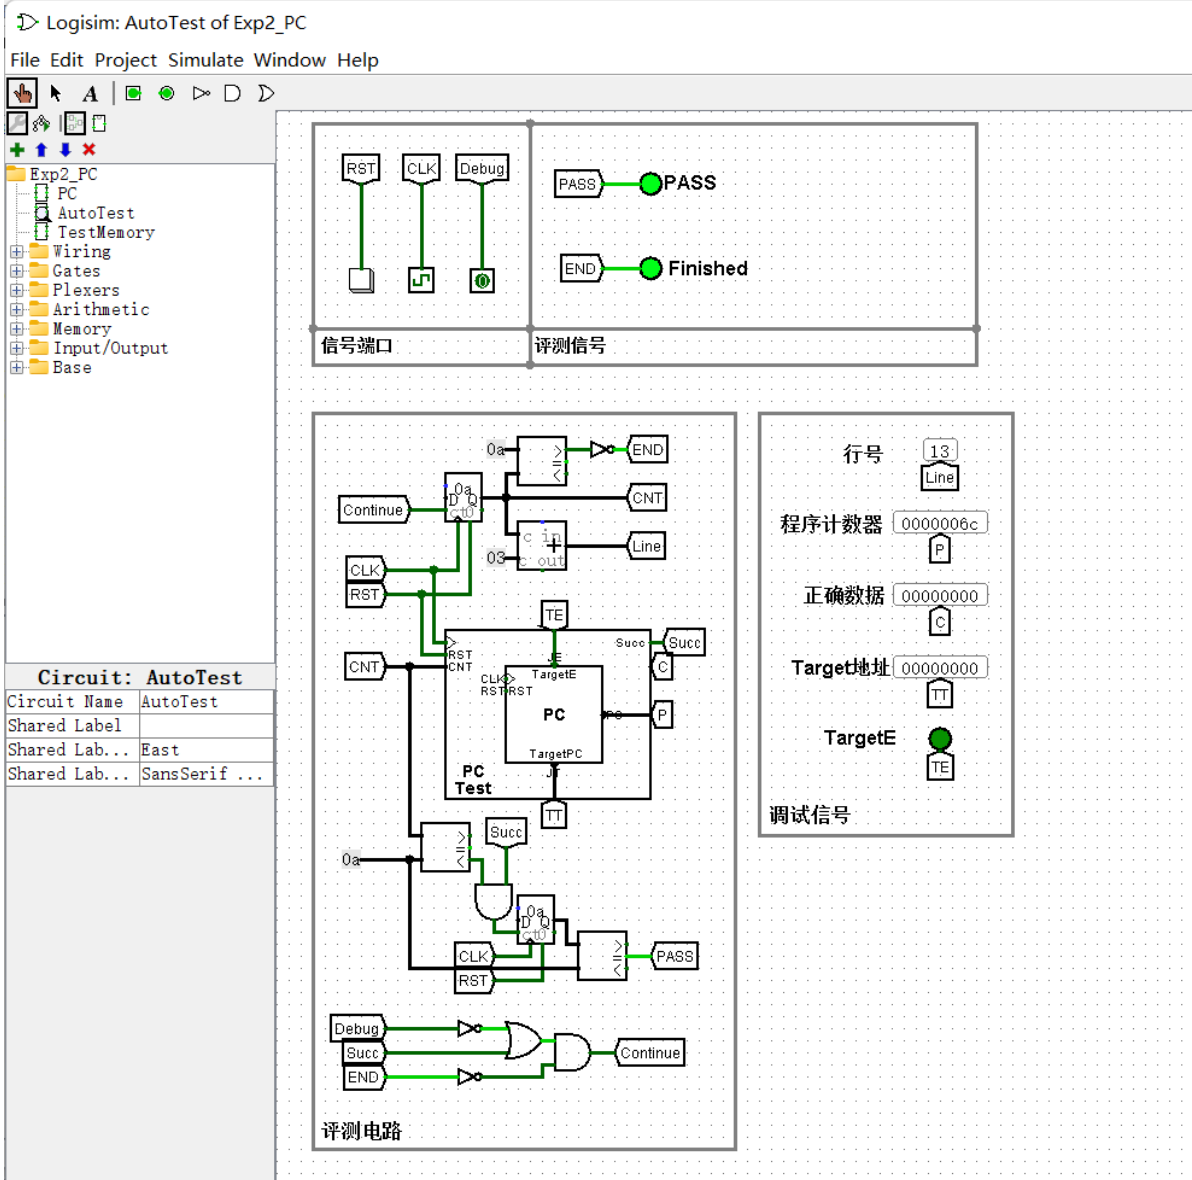 Logisim: AutoTest of Exp2_PC
File Edit Project Simulate Window Help
A
Exp2_PC
PC
AutoTest
TestMemory
Wiring
Gates
Plexers
Arithmetic
Memory
Input/Output
Base
Circuit: AutoTest
Circuit Name AutoTest
Shared Label
Shared Lab... East
Shared Lab... SansSerif ...
RST CLK Debug
0
信号端口
PASS PASS
END Finished
评测信号
0a > = < END
Continue 0a D Q ct0 CNT
c in + c out Line
03
CLK
RST
TE
Succ Succ
RST
CNT CNT C
TargetE
CLK
RST RST
PC P
TargetPC
PC
Test
TT
Succ
> = <
0a
0a
D Q
ct0
CLK > = < PASS
RST
Debug
Succ Continue
END
评测电路
行号 13
Line
程序计数器 0000006c
P
正确数据 00000000
C
Target地址 00000000
TT
TargetE
TE
调试信号